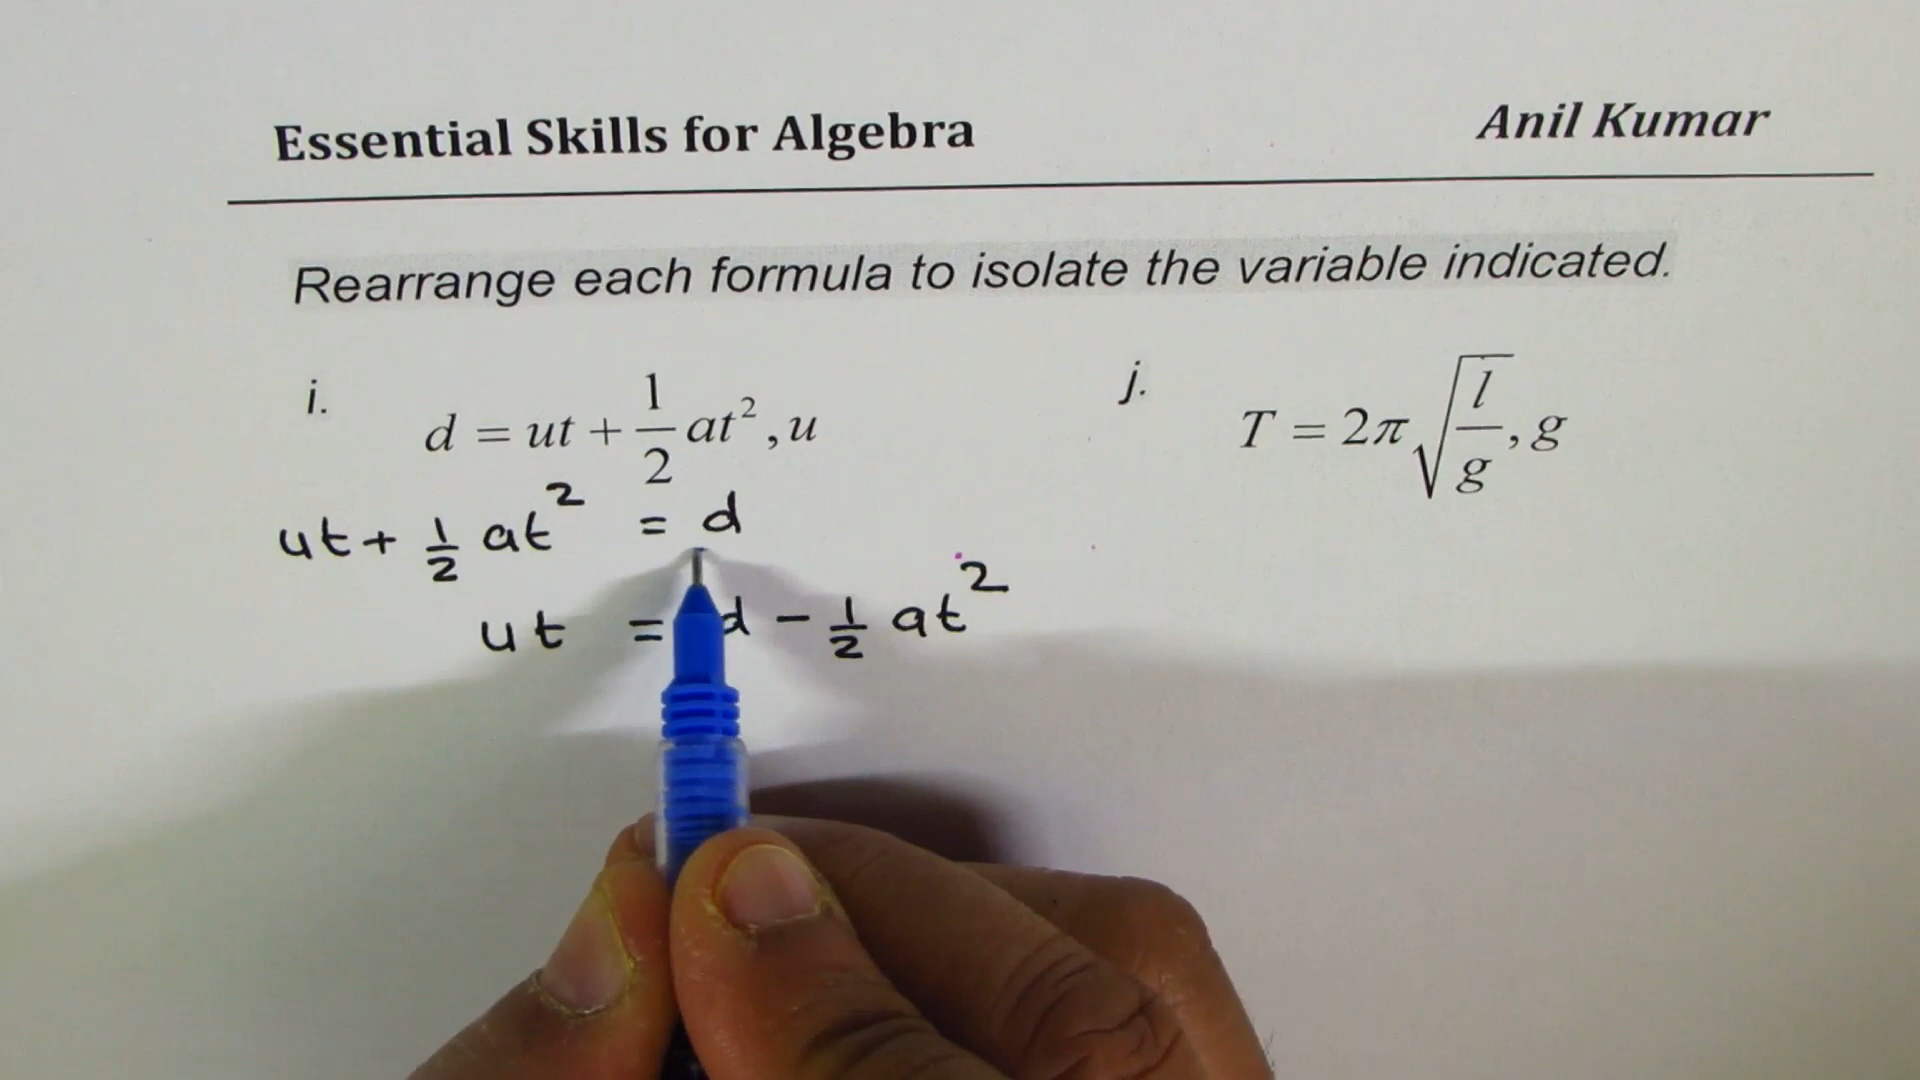 Essential Skills for Algebra Anil Kumar
Rearrange each formula to isolate the variable indicated.
i. d = ut + 1/2 at², u
j. T = 2π√(l/g), g
ut + 1/2 at² = d
ut = d - 1/2 at²